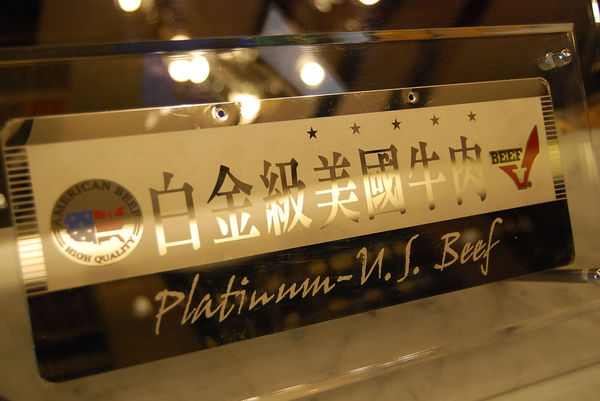 白金級美國牛肉
AMERICAN BEEF
HIGH QUALITY
BEEF
Platinum-U.S. Beef